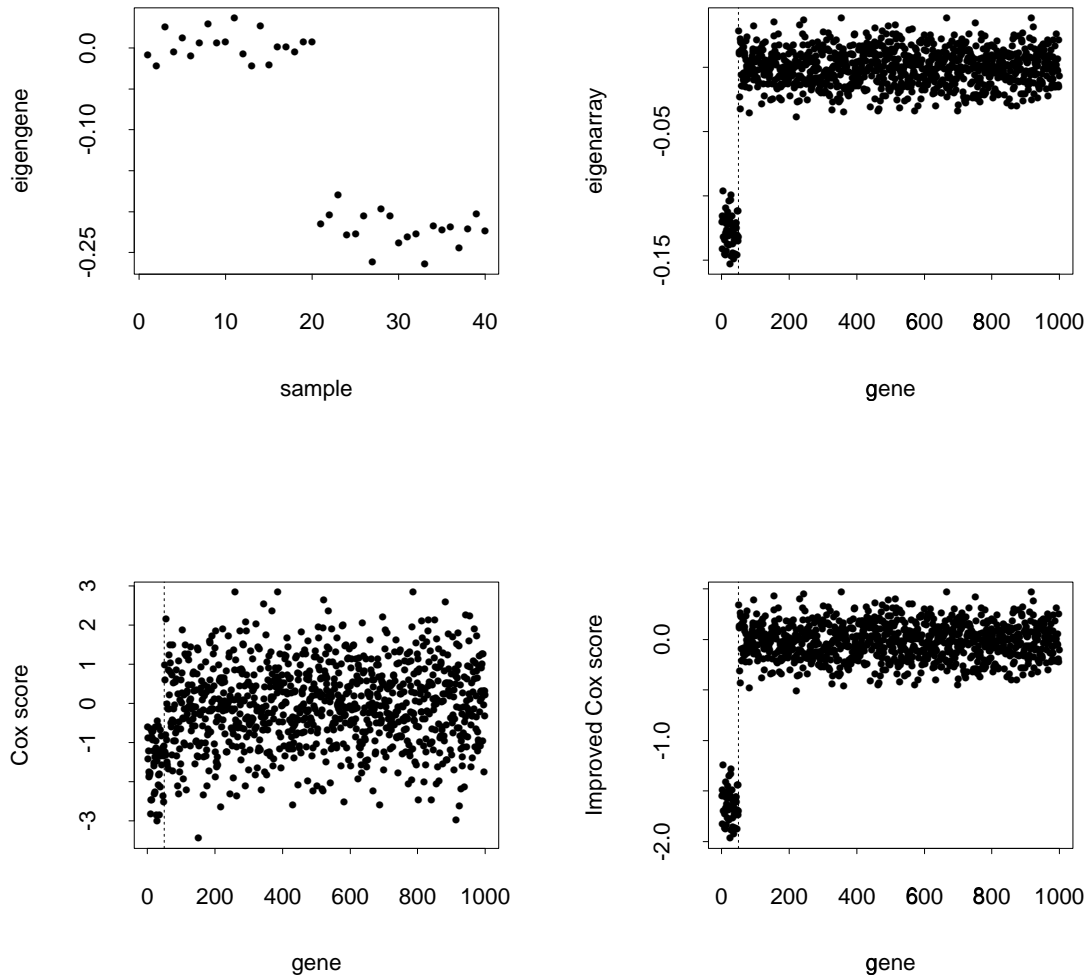 eigengene
0.0
-0.10
-0.25
0 10 20 30 40
sample
eigenarray
-0.05
-0.15
0 200 400 600 800 1000
gene
Cox score
3
2
1
0
-1
-3
0 200 400 600 800 1000
gene
Improved Cox score
0.0
-1.0
-2.0
0 200 400 600 800 1000
gene